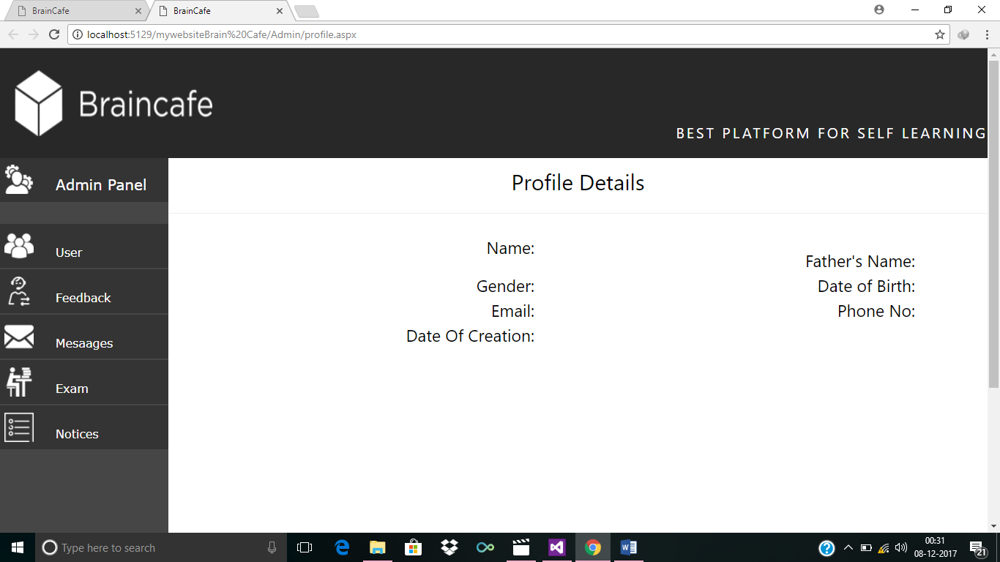 BrainCafe
BrainCafe
localhost:5129/mywebsiteBrain%20Cafe/Admin/profile.aspx
Braincafe
BEST PLATFORM FOR SELF LEARNING
Admin Panel
Profile Details
User
Feedback
Mesaages
Exam
Notices
Name:
Father's Name:
Gender:
Date of Birth:
Email:
Phone No:
Date Of Creation:
Type here to search
00:31
08-12-2017
21